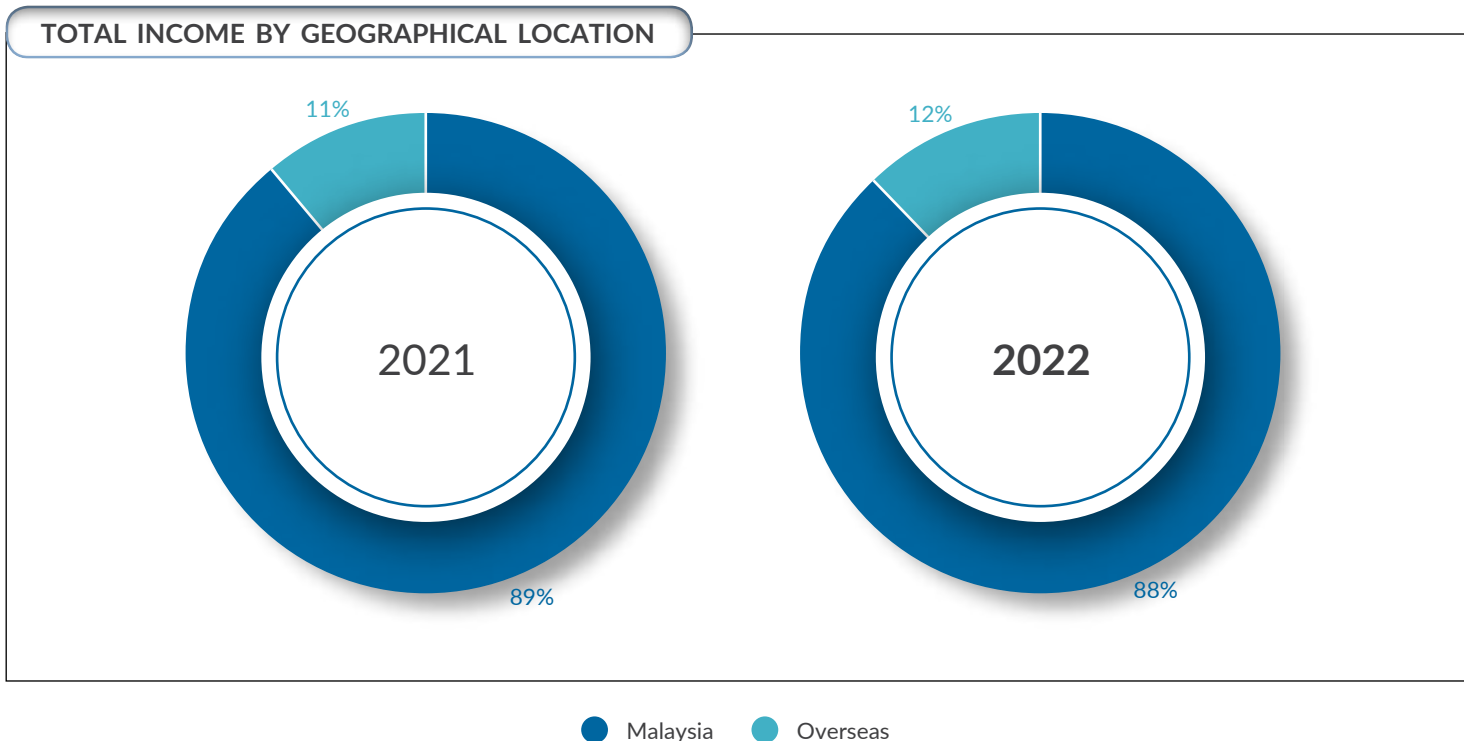 TOTAL INCOME BY GEOGRAPHICAL LOCATION
11%
12%
2021
2022
89%
88%
Malaysia
Overseas